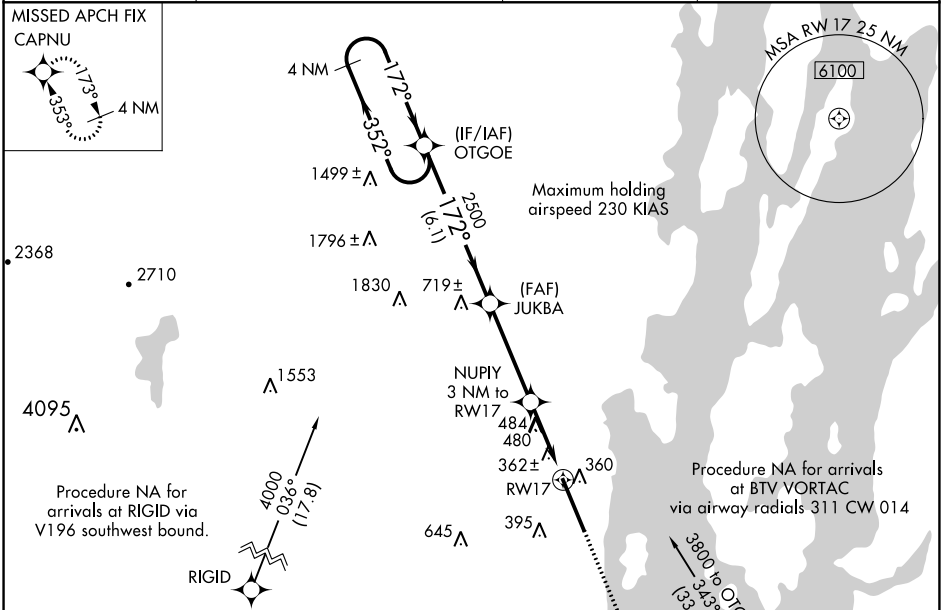 MISSED APCH FIX
CAPNU
173°
353°
4 NM
4 NM
172°
352°
(IF/IAF)
OTGOE
MSA RW 17 25 NM
6100
1499 ±
2500
172°
(6.1)
Maximum holding
airspeed 230 KIAS
1796 ±
2368
2710
1830
719 ±
(FAF)
JUKBA
NUPIY
3 NM to
RW17
1553
4095
484
480
362 ±
360
RW17
Procedure NA for
arrivals at RIGID via
V196 southwest bound.
4000
036°
(17.8)
RIGID
645
395
Procedure NA for arrivals
at BTV VORTAC
via airway radials 311 CW 014
3800 to OTG
343°
(33